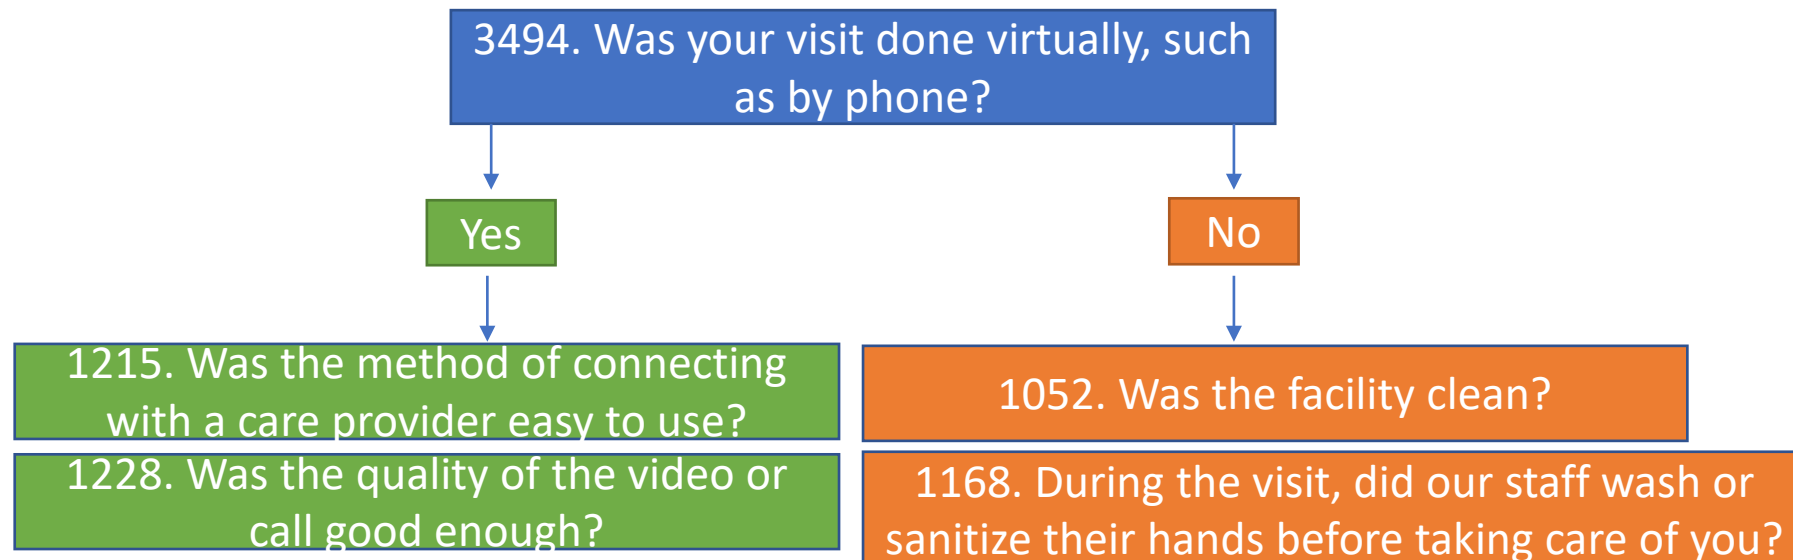 3494. Was your visit done virtually, such
as by phone?
Yes
No
1215. Was the method of connecting
with a care provider easy to use?
1052. Was the facility clean?
1228. Was the quality of the video or
call good enough?
1168. During the visit, did our staff wash or
sanitize their hands before taking care of you?